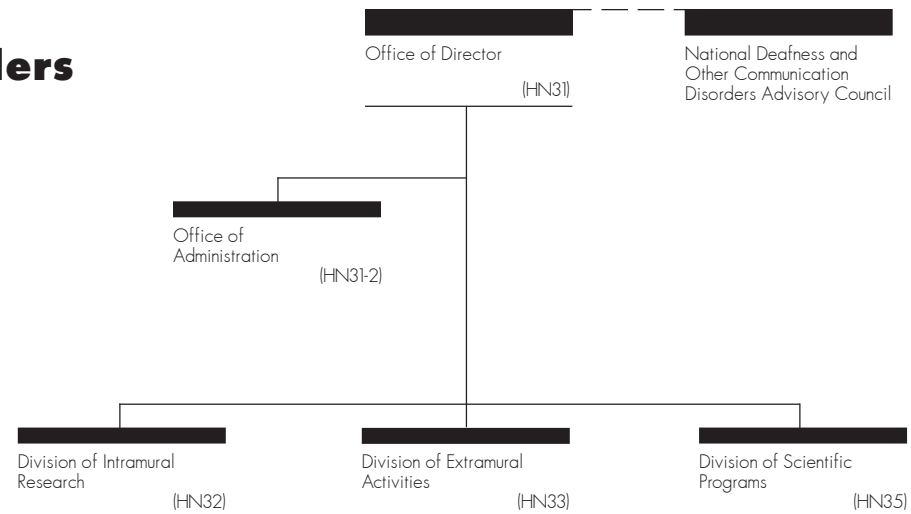 Office of Director
(HN31)
National Deafness and
Other Communication
Disorders Advisory Council
Office of
Administration
(HN31-2)
Division of Intramural
Research
(HN32)
Division of Extramural
Activities
(HN33)
Division of Scientific
Programs
(HN35)